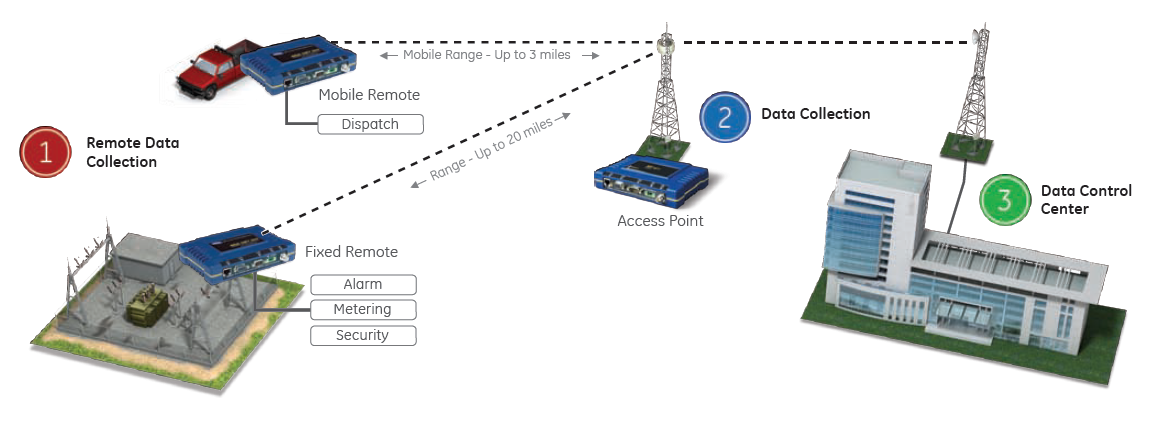 Mobile Range - Up to 3 miles
Mobile Remote
Dispatch
1
Remote Data
Collection
Range - Up to 20 miles
2
Data Collection
Access Point
3
Data Control
Center
Fixed Remote
Alarm
Metering
Security